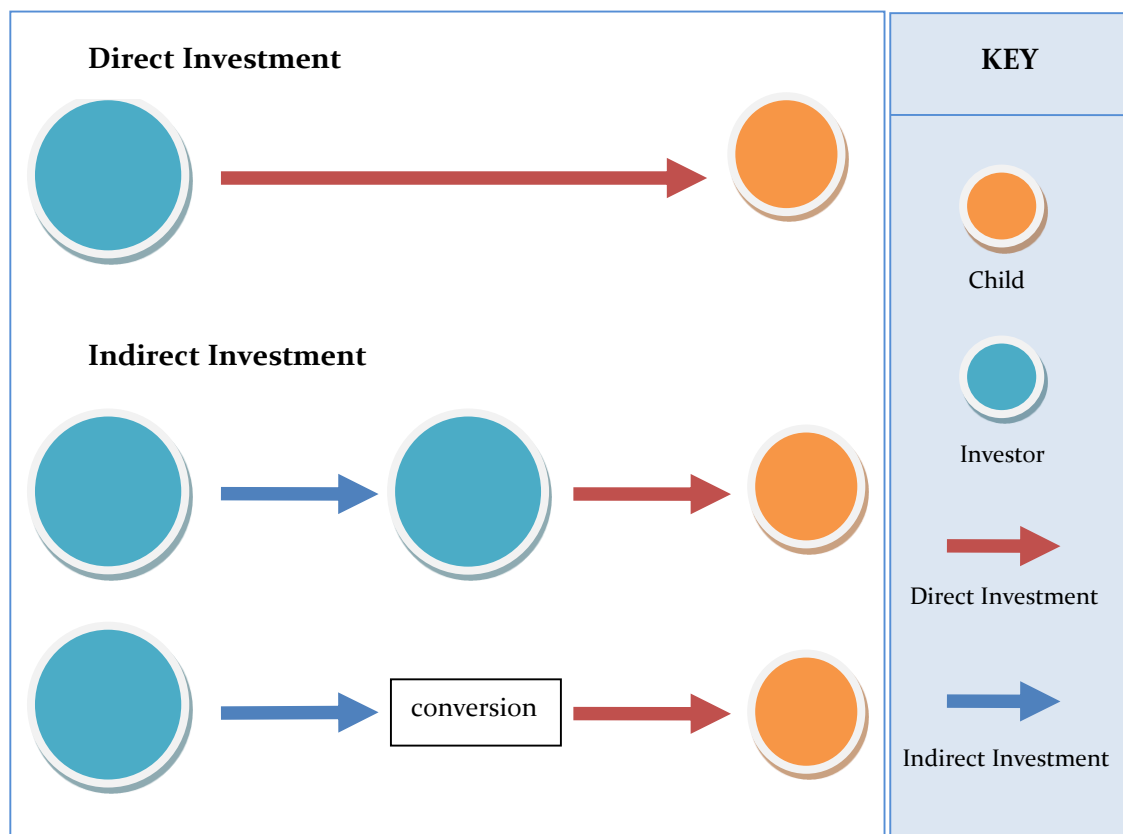 Direct Investment
Indirect Investment
conversion
KEY
Child
Investor
Direct Investment
Indirect Investment